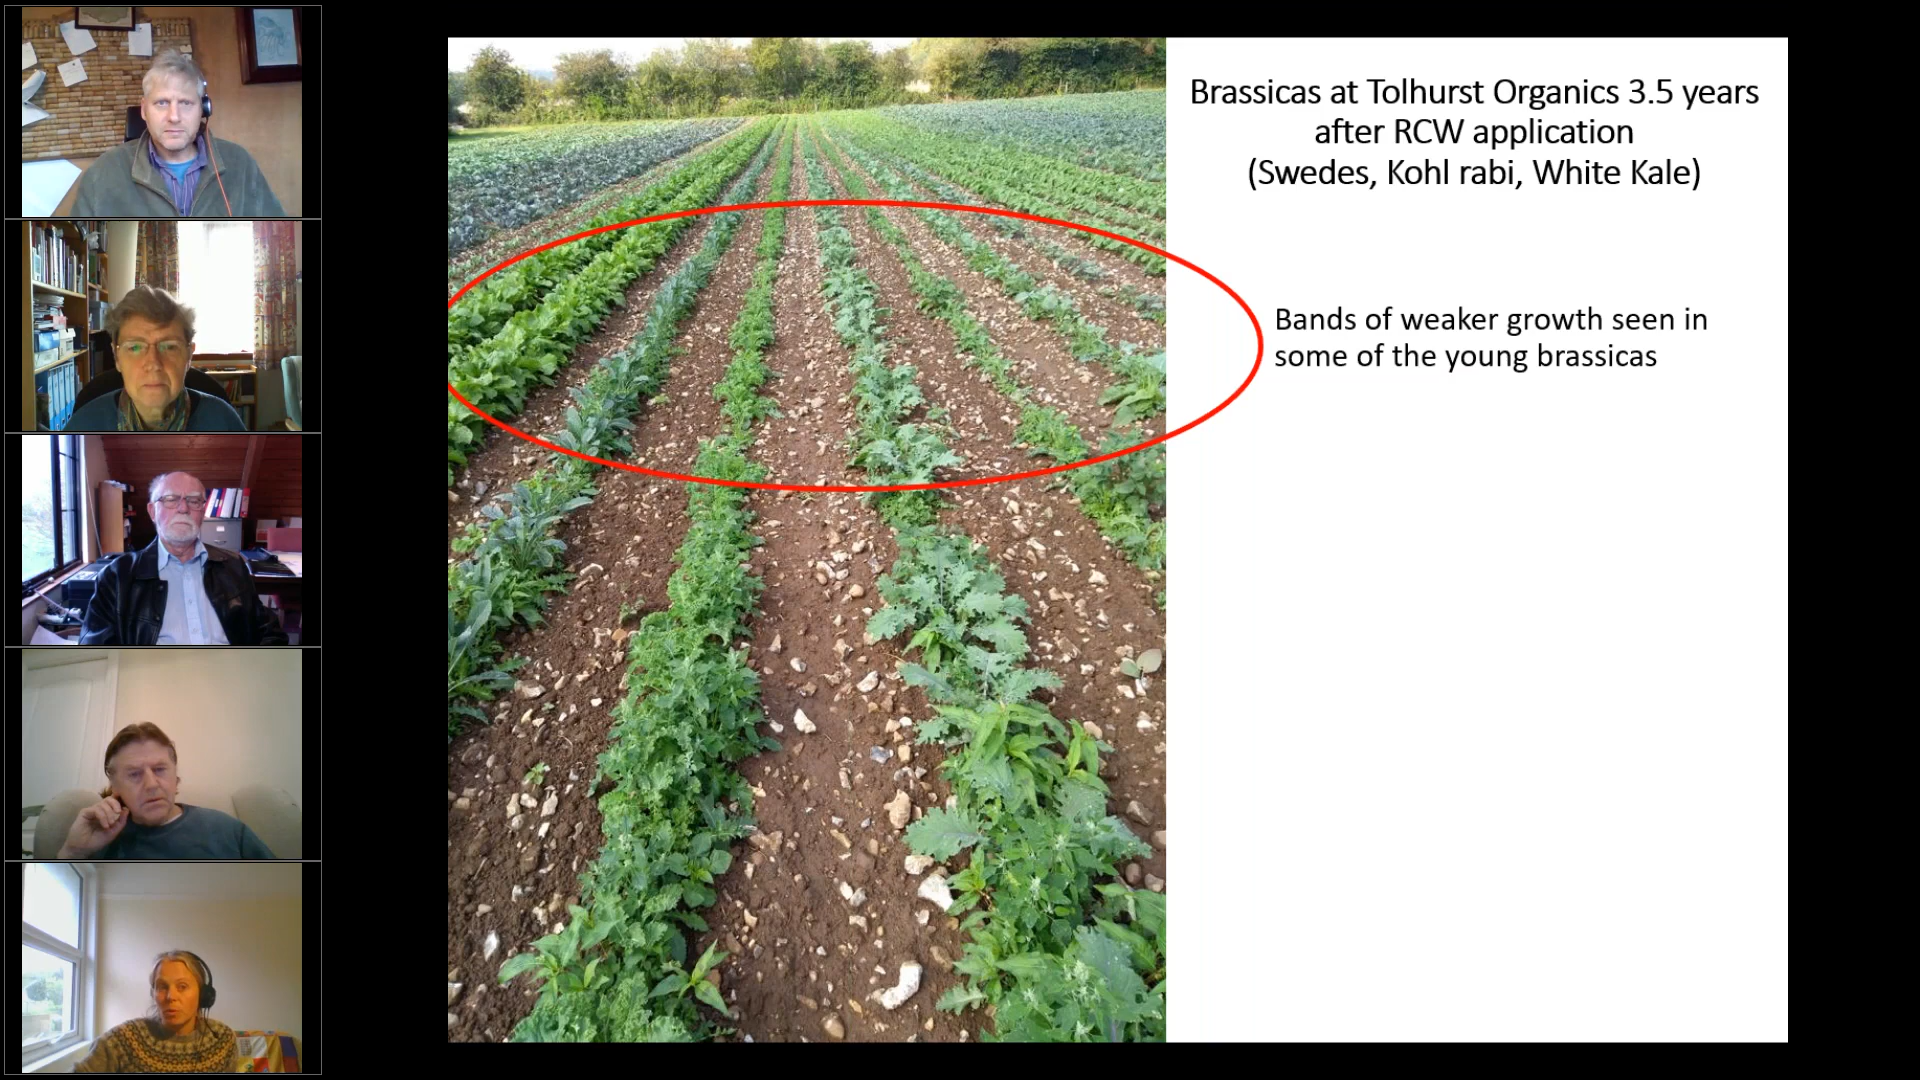 Brassicas at Tolhurst Organics 3.5 years
after RCW application
(Swedes, Kohl rabi, White Kale)
Bands of weaker growth seen in
some of the young brassicas